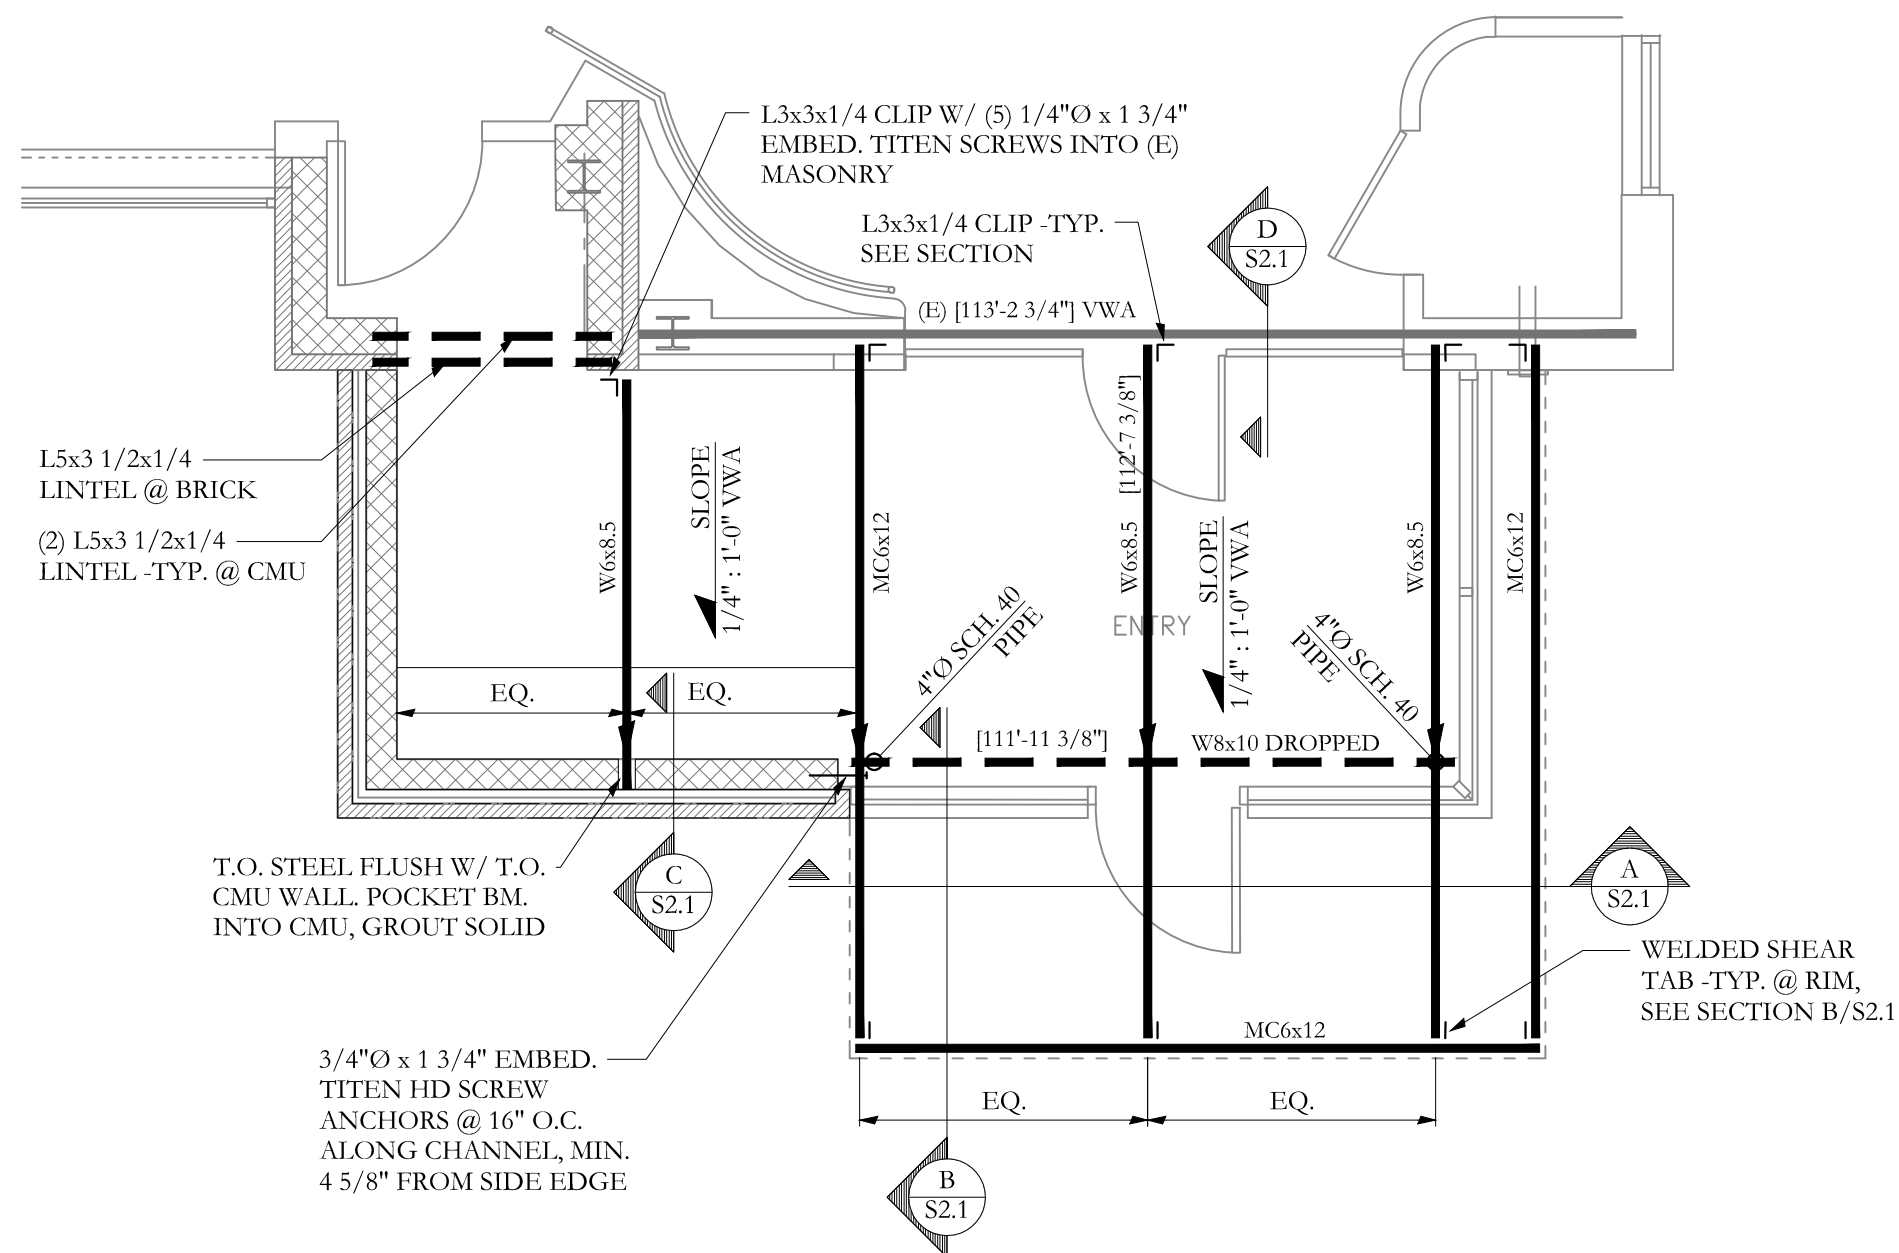 L3x3x1/4 CLIP W/ (5) 1/4"Ø x 1 3/4"
EMBED. TITEN SCREWS INTO (E)
MASONRY
L3x3x1/4 CLIP -TYP.
SEE SECTION
D
S2.1
(E) [113'-2 3/4"] VWA
L5x3 1/2x1/4
LINTEL @ BRICK
(2) L5x3 1/2x1/4
LINTEL -TYP. @ CMU
W6x8.5
SLOPE
1/4" : 1'-0" VWA
MC6x12
[112'-7 3/8"]
W6x8.5
SLOPE
1/4" : 1'-0" VWA
W6x8.5
MC6x12
ENTRY
4"Ø SCH. 40
PIPE
4"Ø SCH. 40
PIPE
EQ.
EQ.
[111'-11 3/8"]
W8x10 DROPPED
T.O. STEEL FLUSH W/ T.O.
CMU WALL. POCKET BM.
INTO CMU, GROUT SOLID
C
S2.1
A
S2.1
WELDED SHEAR
TAB -TYP. @ RIM,
SEE SECTION B/S2.1
MC6x12
3/4"Ø x 1 3/4" EMBED.
TITEN HD SCREW
ANCHORS @ 16" O.C.
ALONG CHANNEL, MIN.
4 5/8" FROM SIDE EDGE
EQ.
EQ.
B
S2.1